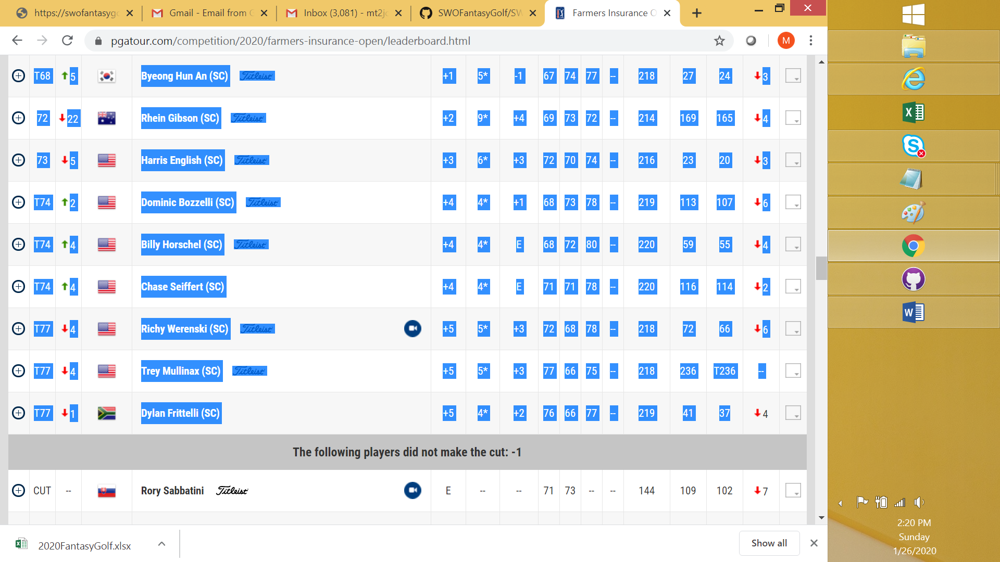 https://swofantasygo
Gmail - Email from G
Inbox (3,081) - mt2jo
SWOFantasyGolf/SW
Farmers Insurance O
pgatour.com/competition/2020/farmers-insurance-open/leaderboard.html
M
T68 5 Byeong Hun An (SC) Titleist +1 5* -1 67 74 77 -- 218 27 24 3
72 22 Rhein Gibson (SC) Titleist +2 9* +4 69 73 72 -- 214 169 165 4
73 5 Harris English (SC) Titleist +3 6* +3 72 70 74 -- 216 23 20 3
T74 2 Dominic Bozzelli (SC) Titleist +4 4* +1 68 73 78 -- 219 113 107 6
T74 4 Billy Horschel (SC) Titleist +4 4* E 68 72 80 -- 220 59 55 4
T74 4 Chase Seiffert (SC) +4 4* E 71 71 78 -- 220 116 114 2
T77 4 Richy Werenski (SC) Titleist +5 5* +3 72 68 78 -- 218 72 66 6
T77 4 Trey Mullinax (SC) Titleist +5 5* +3 77 66 75 -- 218 236 T236 --
T77 1 Dylan Frittelli (SC) +5 4* +2 76 66 77 -- 219 41 37 4
The following players did not make the cut: -1
CUT -- Rory Sabbatini Titleist E -- -- 71 73 -- -- 144 109 102 7
2020FantasyGolf.xlsx
Show all
2:20 PM
Sunday
1/26/2020